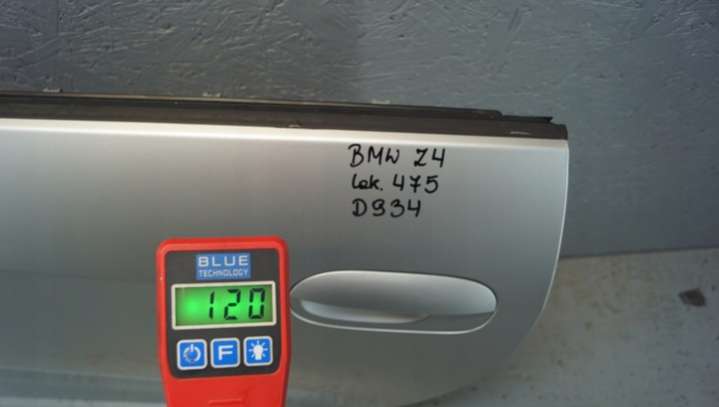 BMW Z4
lak. 475
D934
BLUE
TECHNOLOGY
120
F